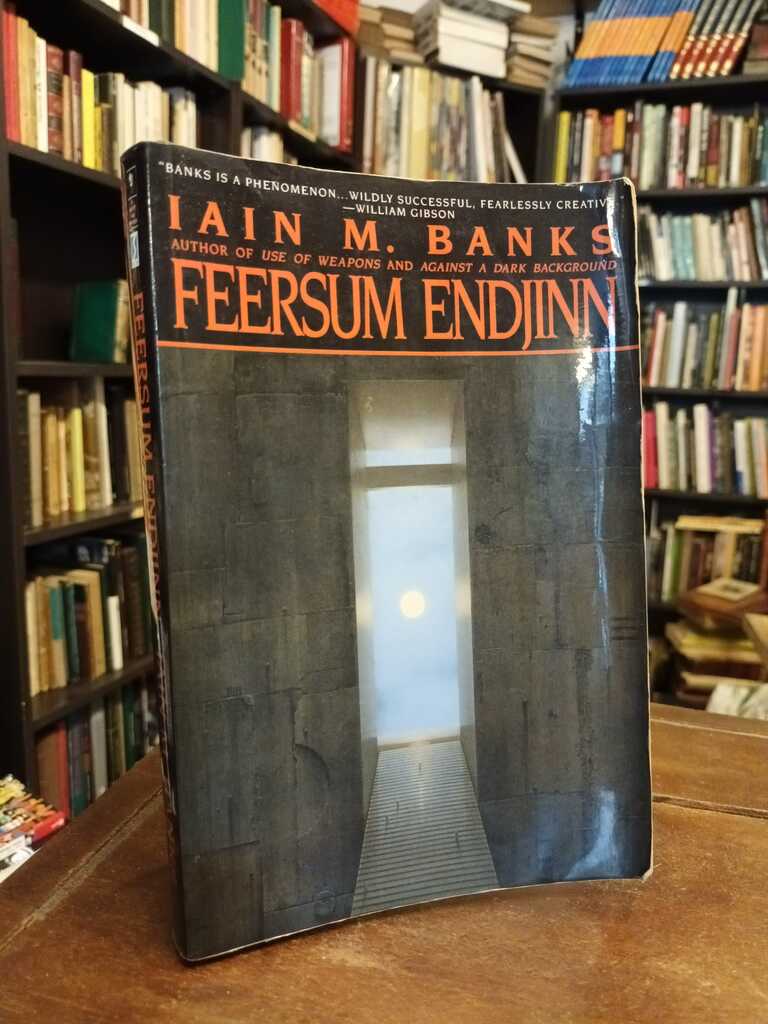 "BANKS IS A PHENOMENON...WILDLY SUCCESSFUL, FEARLESSLY CREATIVE
—WILLIAM GIBSON
IAIN M. BANKS
AUTHOR OF USE OF WEAPONS AND AGAINST A DARK BACKGROUND
FEERSUM ENDJINN
FEERSUM ENDJINN